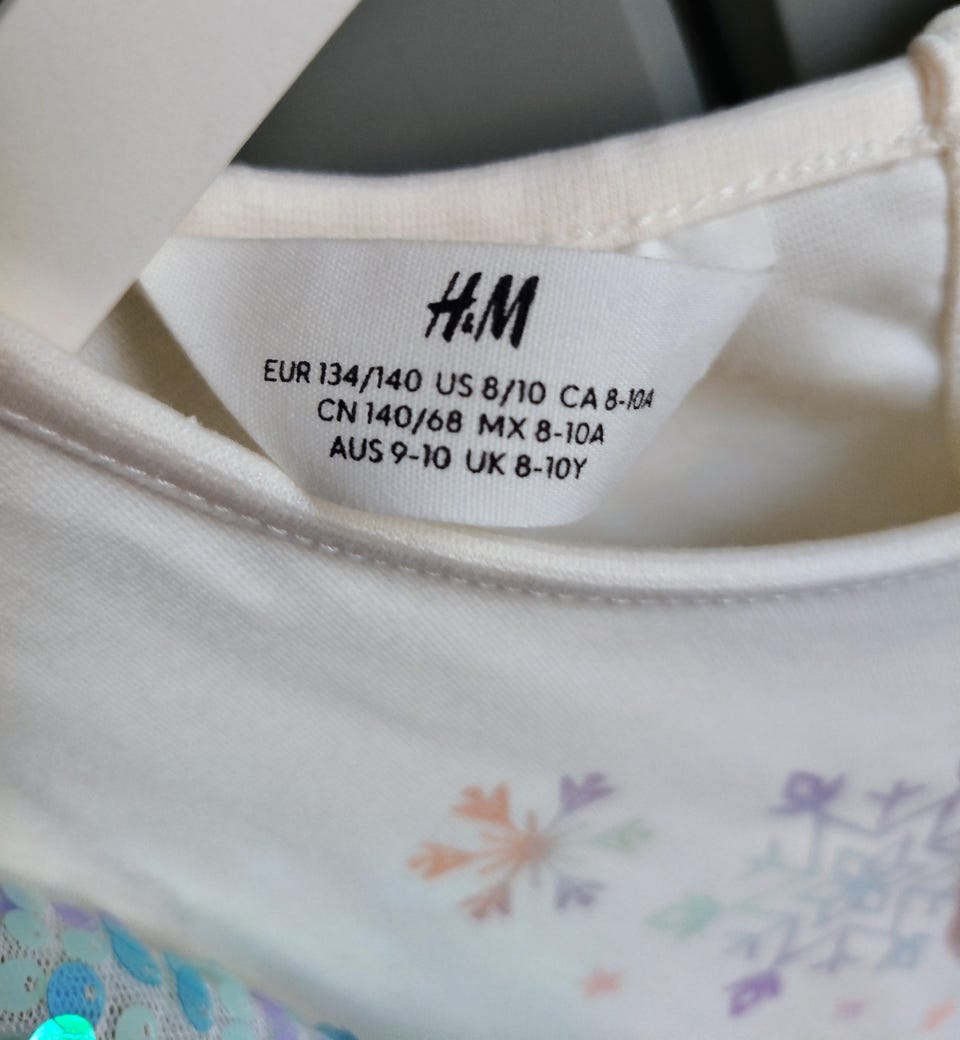 H&M
EUR 134/140 US 8/10 CA 8-10A
CN 140/68 MX 8-10A
AUS 9-10 UK 8-10Y